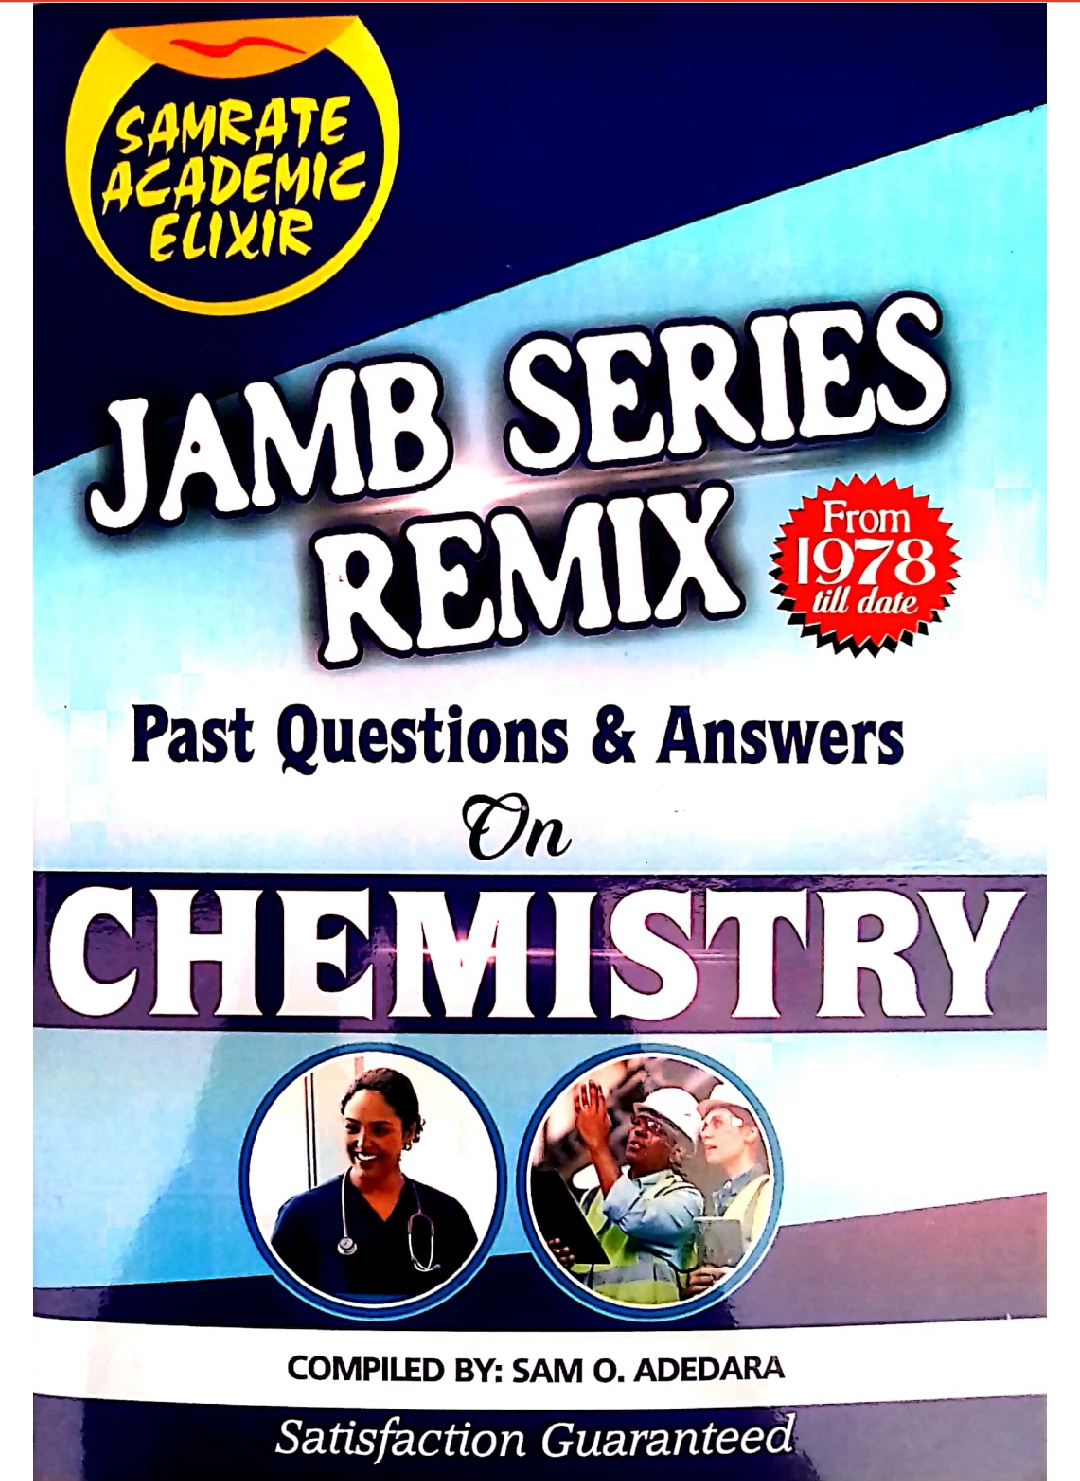 SAMRATE
ACADEMIC
ELIXIR
JAMB SERIES
REMIX
From
1978
till date
Past Questions & Answers
On
CHEMISTRY
COMPILED BY: SAM O. ADEDARA
Satisfaction Guaranteed